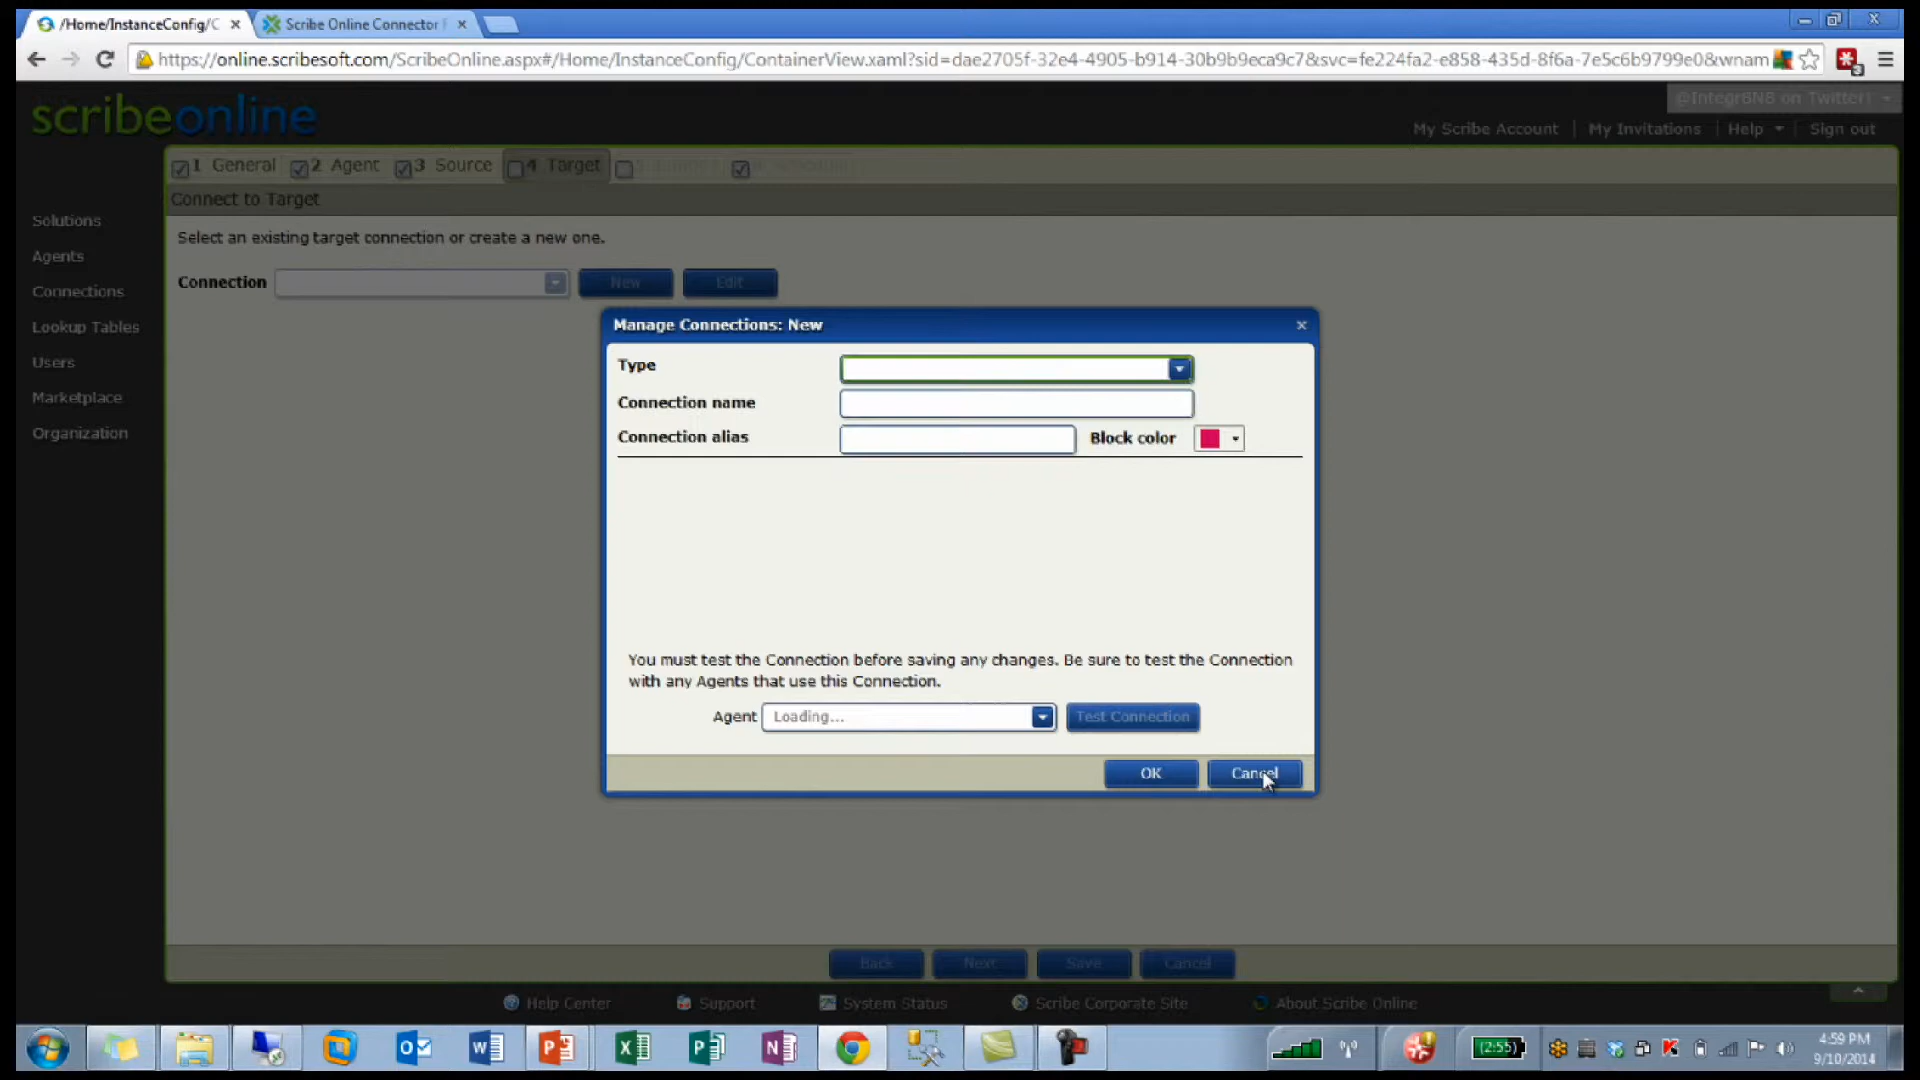 /Home/InstanceConfig/C
Scribe Online Connector
https://online.scribesoft.com/ScribeOnline.aspx#/Home/InstanceConfig/ContainerView.xaml?sid=dae2705f-32e4-4905-b914-30b9b9eca9c7&svc=fe224fa2-e858-435d-8f6a-7e5c6b9799e0&wnam
@Integr8N8 on Twitter!
scribeonline
My Scribe Account | My Invitations | Help | Sign out
1 General 2 Agent 3 Source 4 Target
Connect to Target
Solutions
Agents
Connections
Lookup Tables
Users
Marketplace
Organization
Select an existing target connection or create a new one.
Connection New Edit
Manage Connections: New
Type
Connection name
Connection alias Block color
You must test the Connection before saving any changes. Be sure to test the Connection
with any Agents that use this Connection.
Agent Loading... Test Connection
OK Cancel
Back Next Save Cancel
Help Center Support System Status Scribe Corporate Site About Scribe Online
(2:55)
4:59 PM
9/10/2014